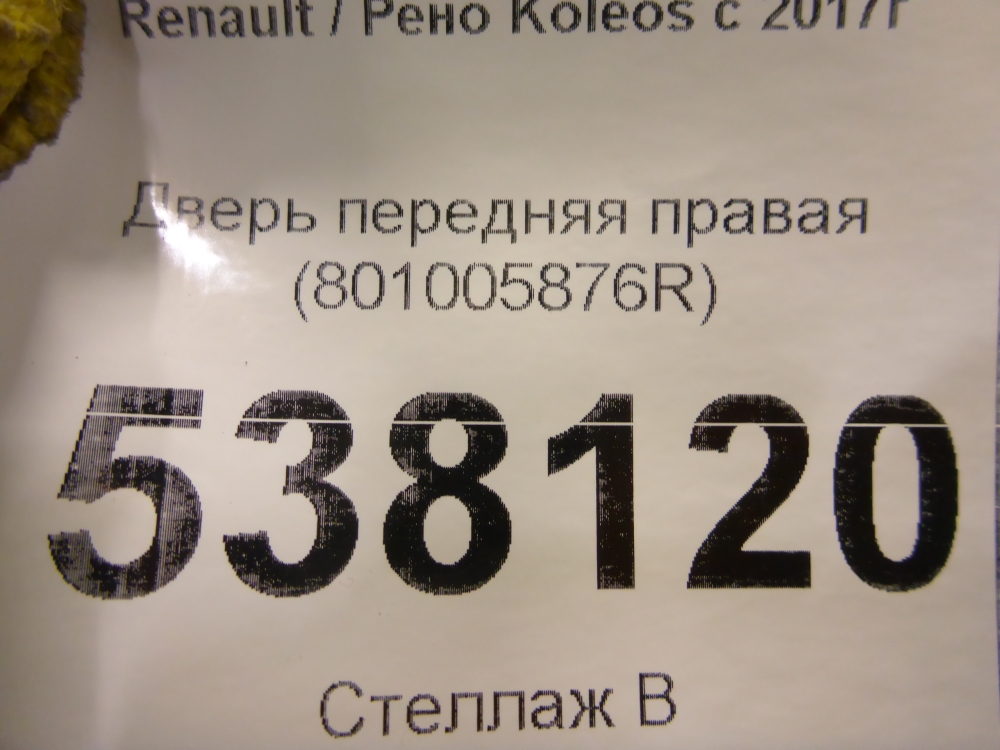 Renault / Рено Koleos с 2017г
Дверь передняя правая
(801005876R)
538120
Стеллаж В